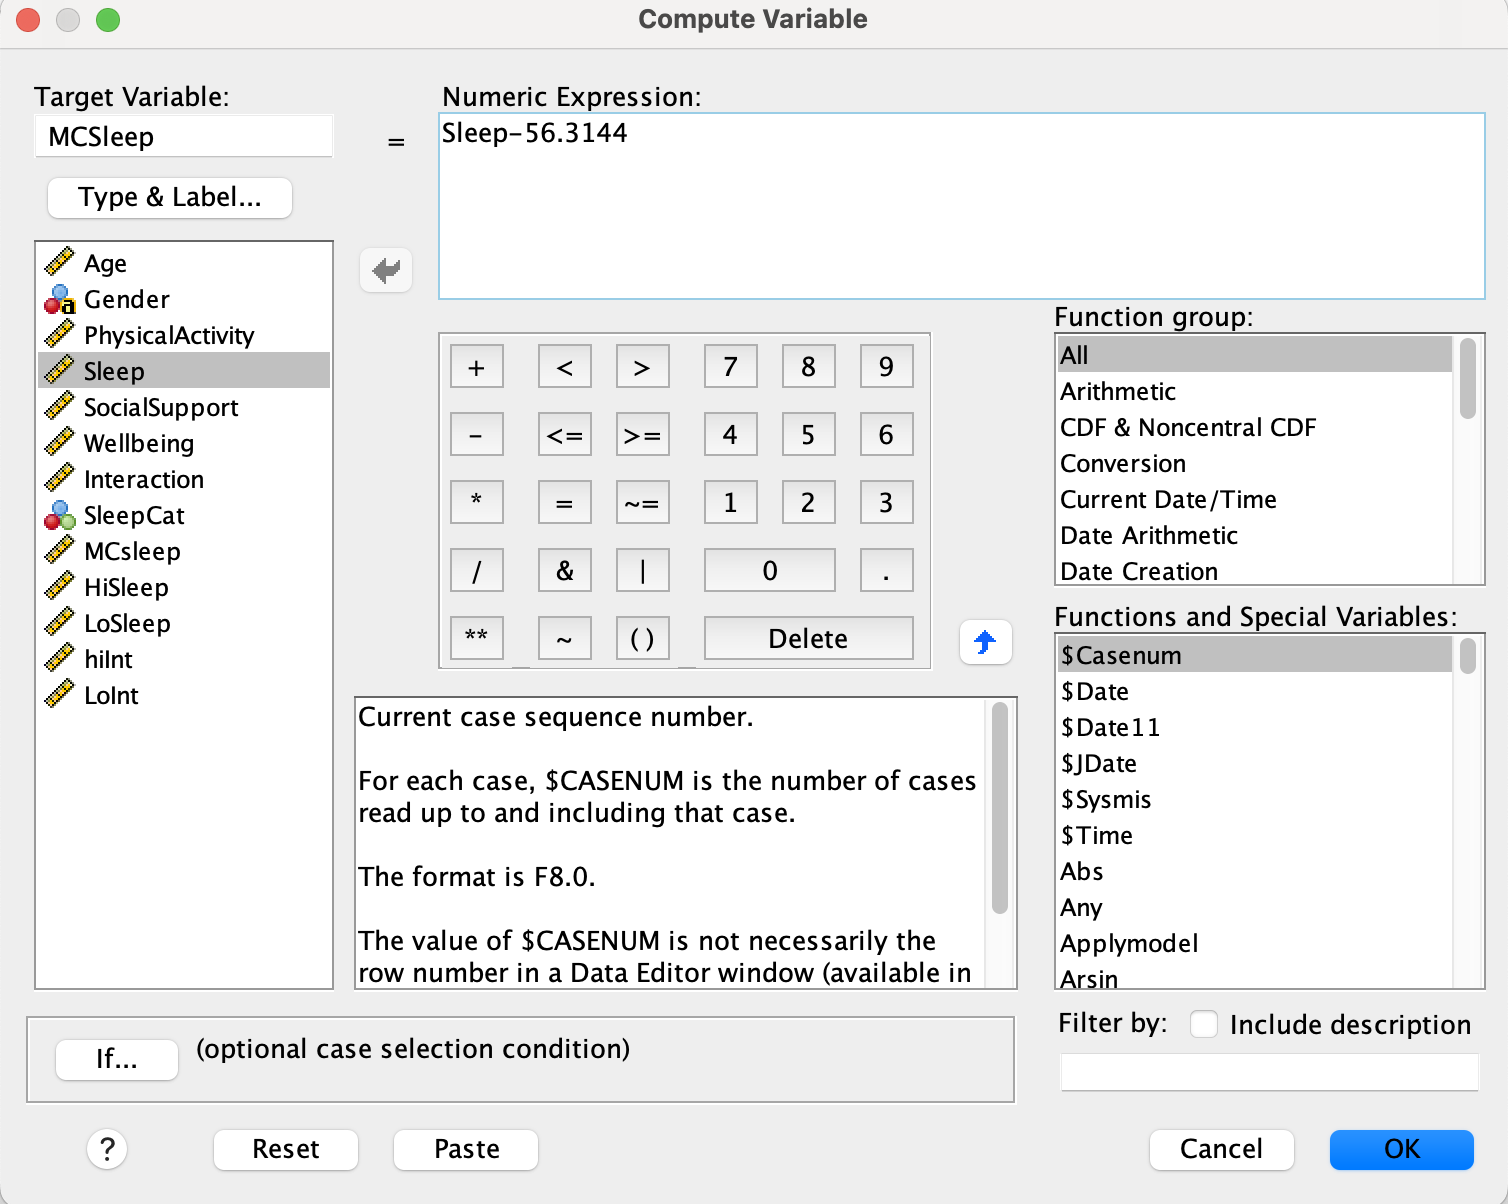 Compute Variable
Target Variable:
MCSleep
Type & Label...
=
Numeric Expression:
Sleep-56.3144
Age
Gender
PhysicalActivity
Sleep
SocialSupport
Wellbeing
Interaction
SleepCat
MCsleep
HiSleep
LoSleep
hiInt
LoInt
+ < > 7 8 9
- <= >= 4 5 6
* = ~= 1 2 3
/ & | 0 .
** ~ () Delete
Function group:
All
Arithmetic
CDF & Noncentral CDF
Conversion
Current Date/Time
Date Arithmetic
Date Creation
Functions and Special Variables:
$Casenum
$Date
$Date11
$JDate
$Sysmis
$Time
Abs
Any
Applymodel
Arsin
Current case sequence number.
For each case, $CASENUM is the number of cases
read up to and including that case.
The format is F8.0.
The value of $CASENUM is not necessarily the
row number in a Data Editor window (available in
If...
(optional case selection condition)
Filter by:
Include description
?
Reset
Paste
Cancel
OK